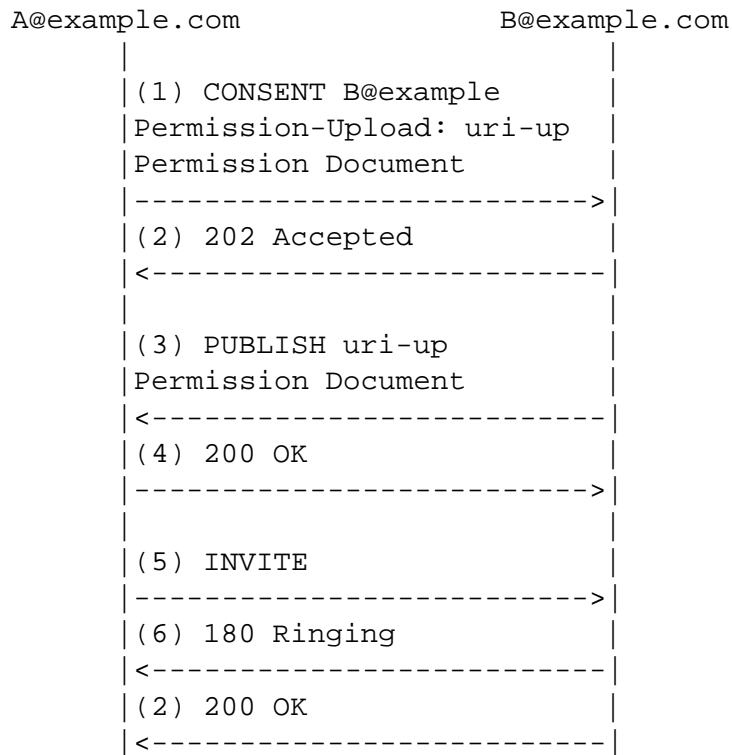 A@example.com B@example.com
(1) CONSENT B@example
Permission-Upload: uri-up
Permission Document
(2) 202 Accepted
(3) PUBLISH uri-up
Permission Document
(4) 200 OK
(5) INVITE
(6) 180 Ringing
(2) 200 OK